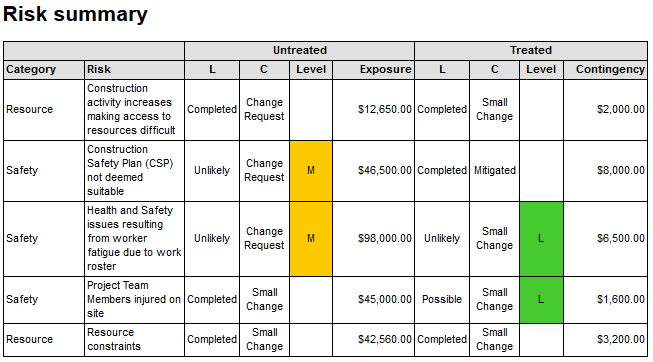 Risk summary
Untreated Treated
Category Risk L C Level Exposure L C Level Contingency
Resource Construction activity increases making access to resources difficult Completed Change Request $12,650.00 Completed Small Change $2,000.00
Safety Construction Safety Plan (CSP) not deemed suitable Unlikely Change Request M $46,500.00 Completed Mitigated $8,000.00
Safety Health and Safety issues resulting from worker fatigue due to work roster Unlikely Change Request M $98,000.00 Unlikely Small Change L $6,500.00
Safety Project Team Members injured on site Completed Small Change $45,000.00 Possible Small Change L $1,600.00
Resource Resource constraints Completed Small Change $42,560.00 Completed Small Change $3,200.00